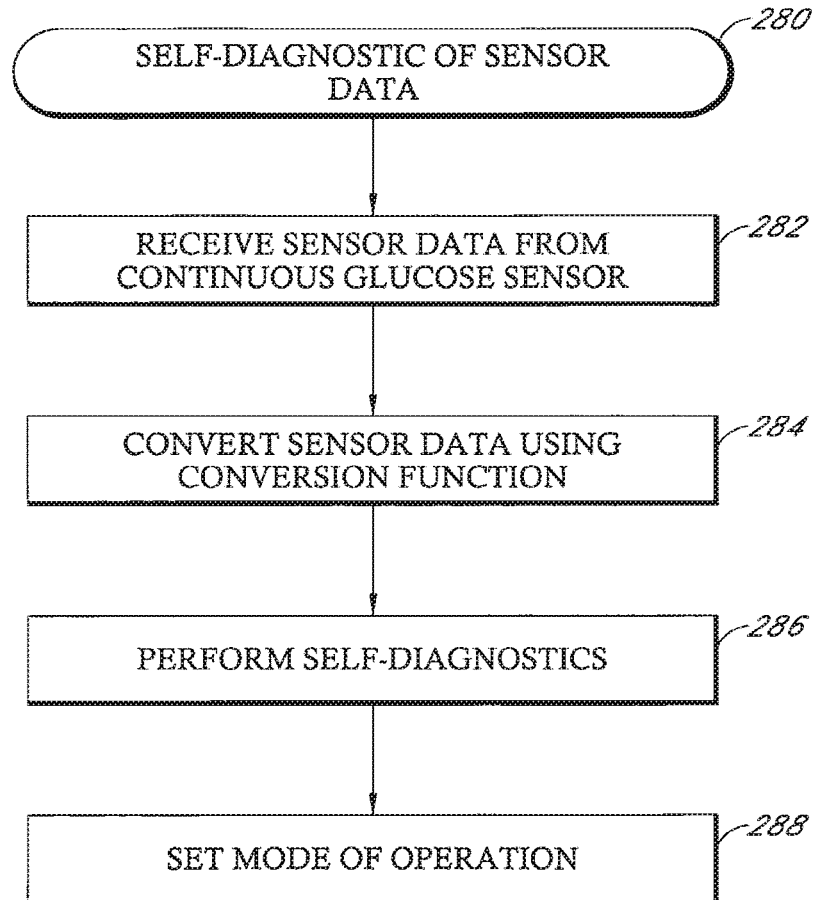 280
SELF-DIAGNOSTIC OF SENSOR
DATA
282
RECEIVE SENSOR DATA FROM
CONTINUOUS GLUCOSE SENSOR
284
CONVERT SENSOR DATA USING
CONVERSION FUNCTION
286
PERFORM SELF-DIAGNOSTICS
288
SET MODE OF OPERATION